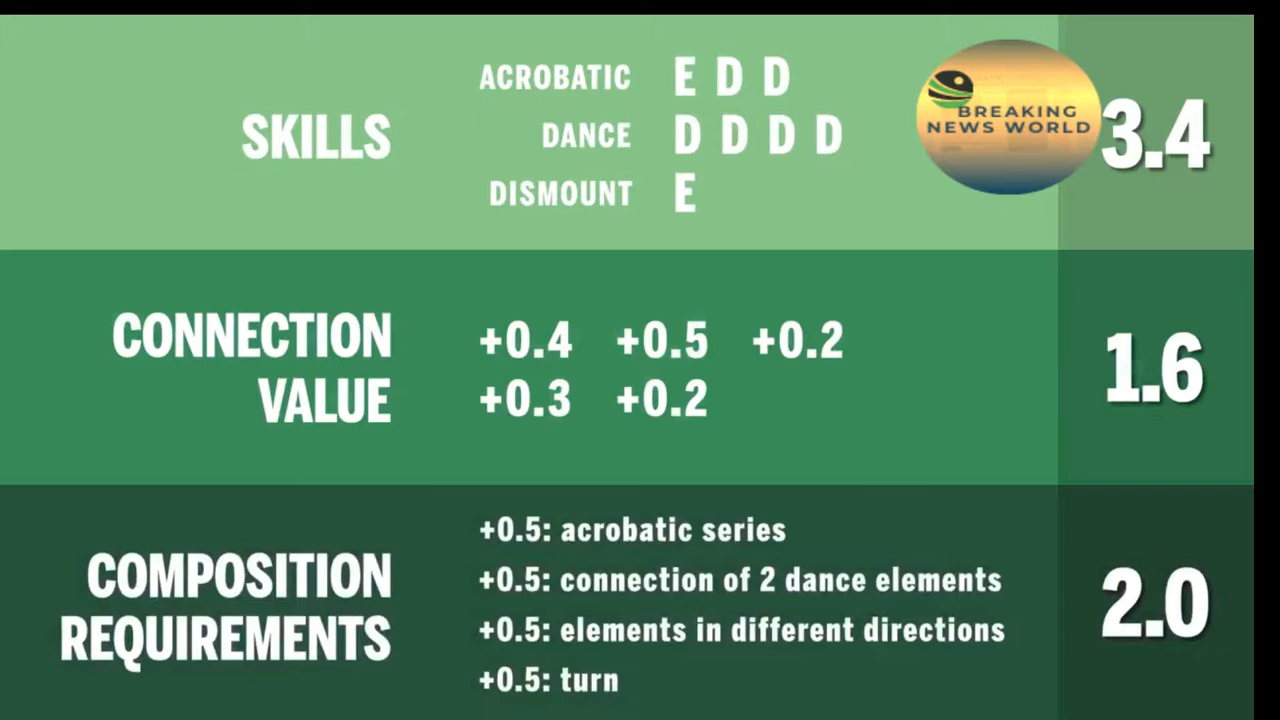 SKILLS
ACROBATIC E D D
DANCE D D D D
DISMOUNT E
BREAKING
NEWS WORLD
3.4
CONNECTION
VALUE
+0.4 +0.5 +0.2
+0.3 +0.2
1.6
COMPOSITION
REQUIREMENTS
+0.5: acrobatic series
+0.5: connection of 2 dance elements
+0.5: elements in different directions
+0.5: turn
2.0